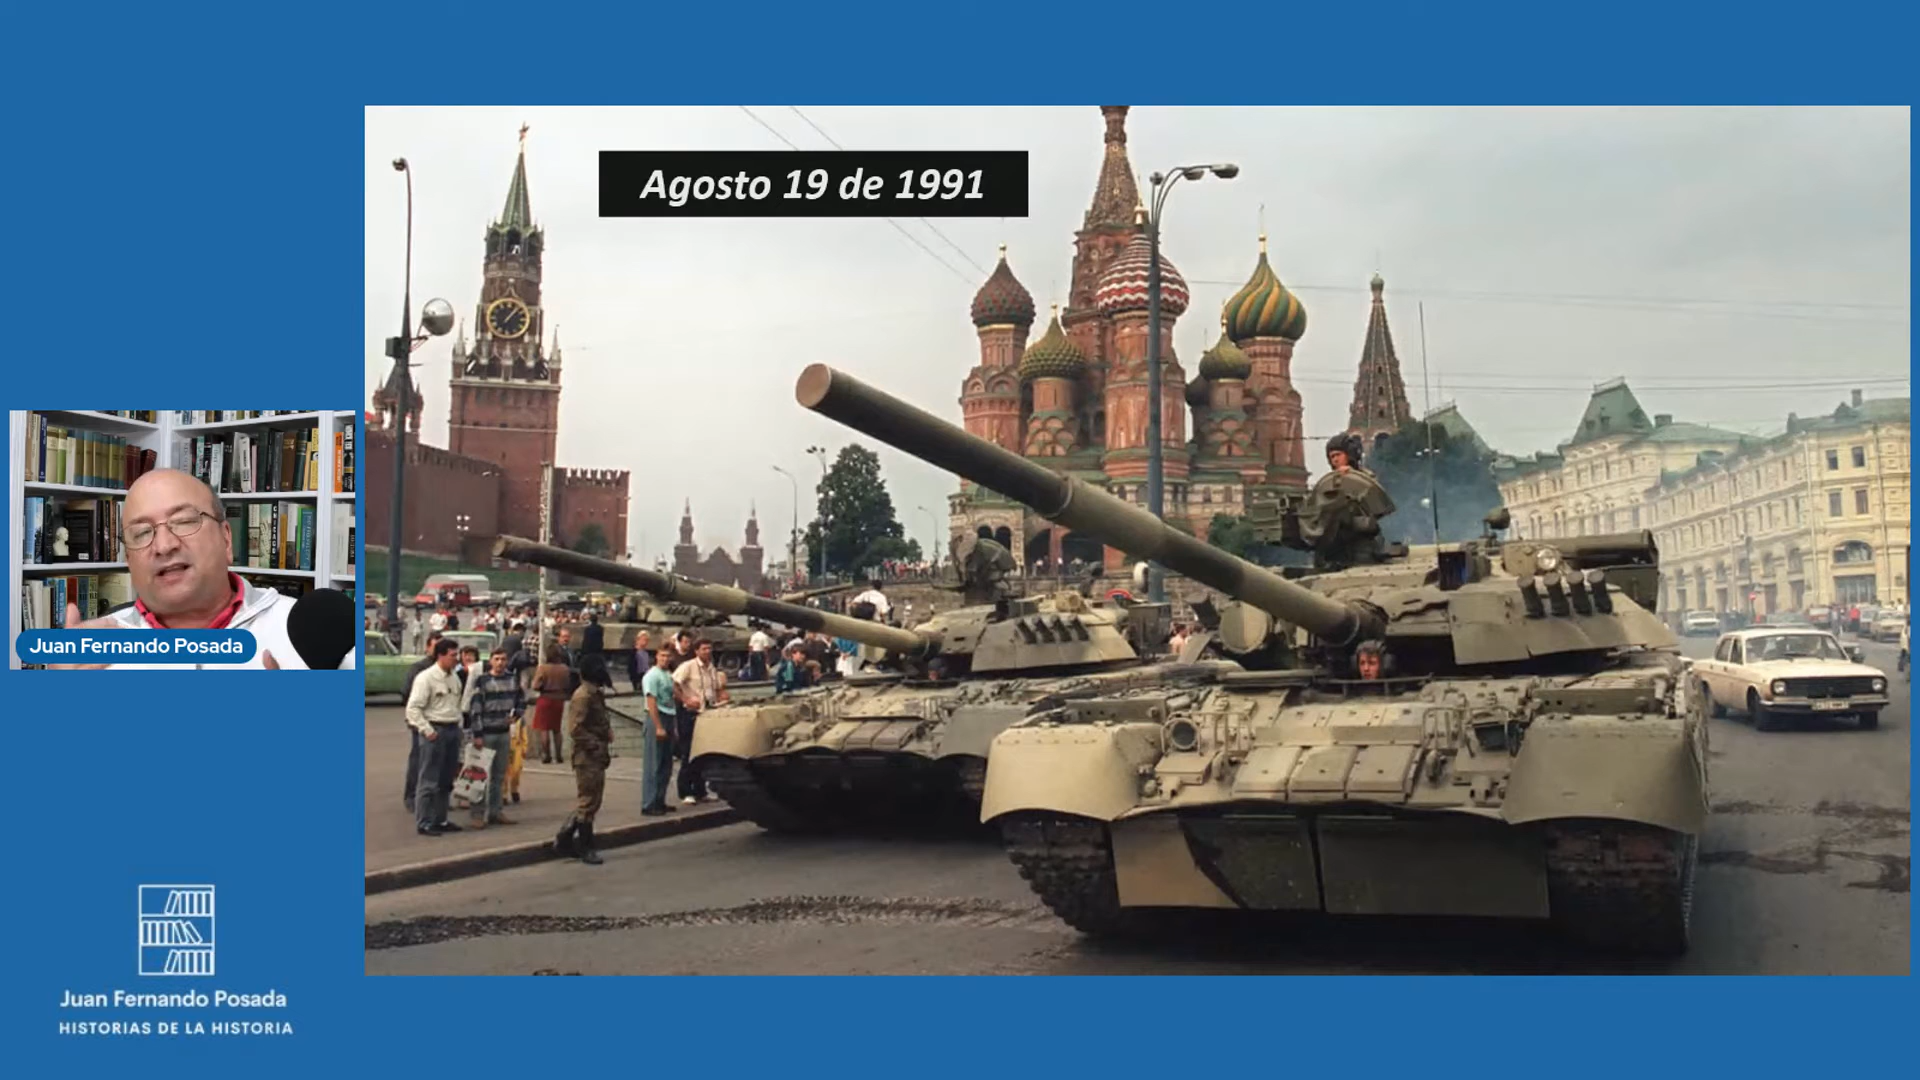 Agosto 19 de 1991
Juan Fernando Posada
Juan Fernando Posada
HISTORIAS DE LA HISTORIA